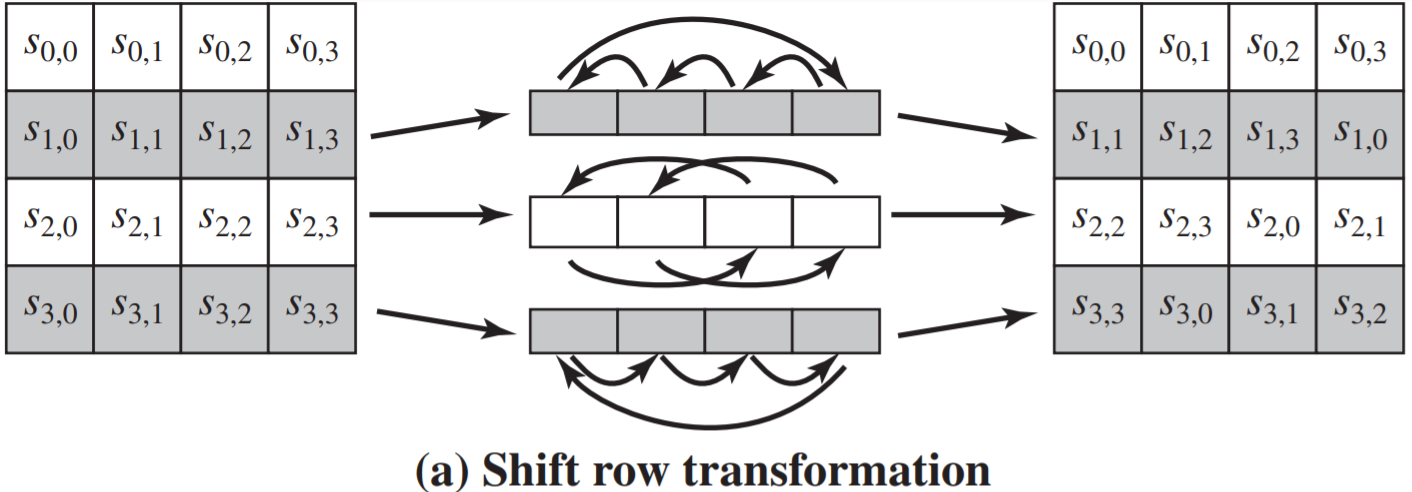 s0,0 s0,1 s0,2 s0,3 s0,0 s0,1 s0,2 s0,3
s1,0 s1,1 s1,2 s1,3 s1,1 s1,2 s1,3 s1,0
s2,0 s2,1 s2,2 s2,3 s2,2 s2,3 s2,0 s2,1
s3,0 s3,1 s3,2 s3,3 s3,3 s3,0 s3,1 s3,2
(a) Shift row transformation